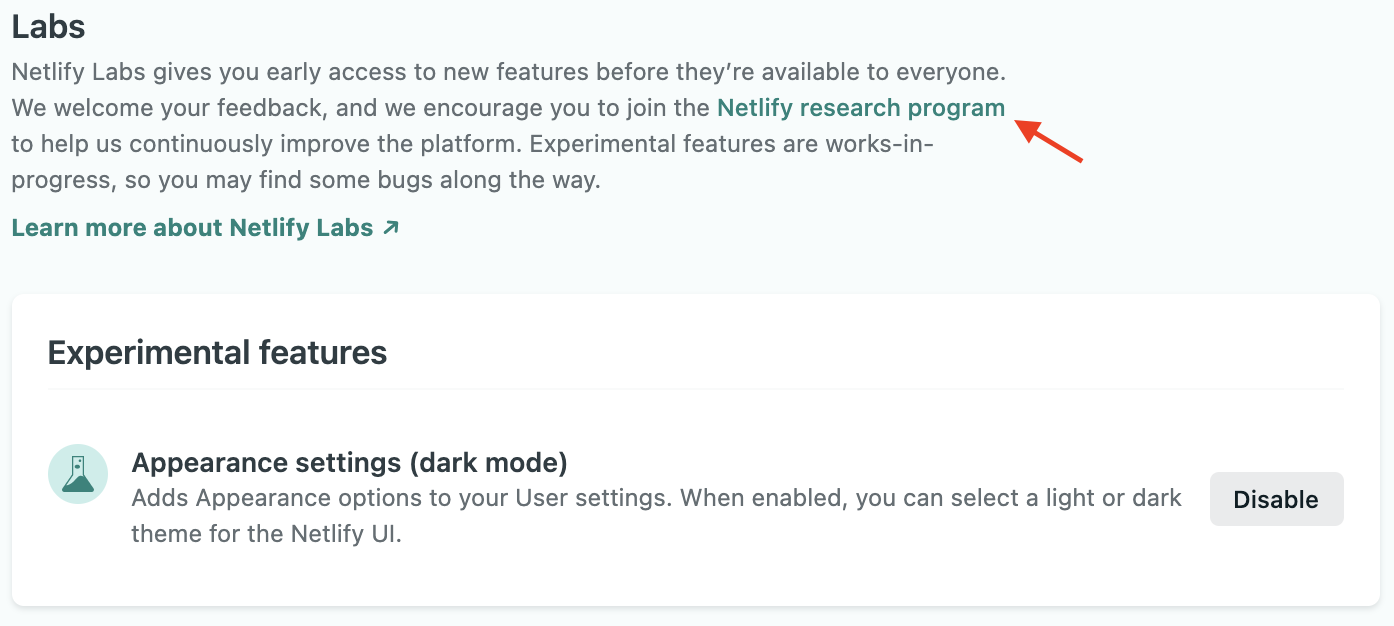 Labs
Netlify Labs gives you early access to new features before they’re available to everyone.
We welcome your feedback, and we encourage you to join the Netlify research program
to help us continuously improve the platform. Experimental features are works-in-
progress, so you may find some bugs along the way.
Learn more about Netlify Labs ↗
Experimental features
Appearance settings (dark mode)
Adds Appearance options to your User settings. When enabled, you can select a light or dark
theme for the Netlify UI.
Disable